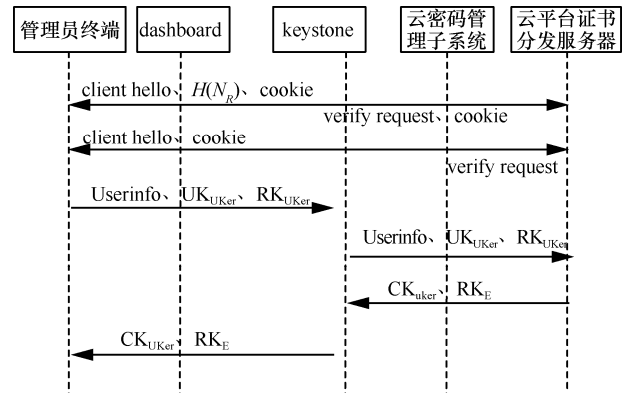 管理员终端
dashboard
keystone
云密码管
理子系统
云平台证书
分发服务器
client hello、H(N_R)、cookie
verify request、cookie
client hello、cookie
verify request
Userinfo、UK_UKer、RK_UKer
Userinfo、UK_UKer、RK_UKer
CK_uker、RK_E
CK_UKer、RK_E